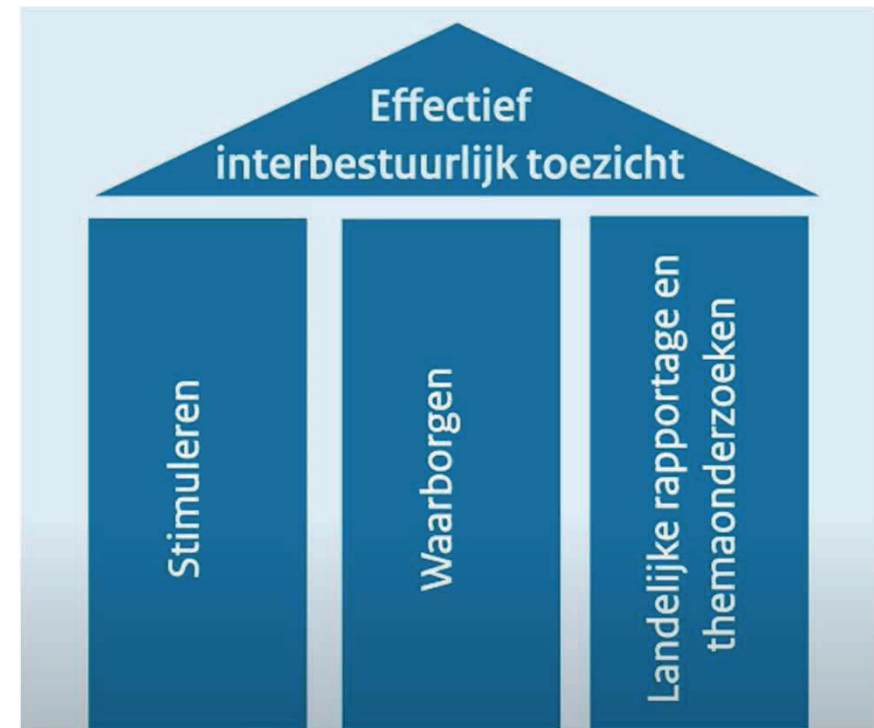 Effectief
interbestuurlijk toezicht
Stimuleren
Waarborgen
Landelijke rapportage en
themaonderzoeken